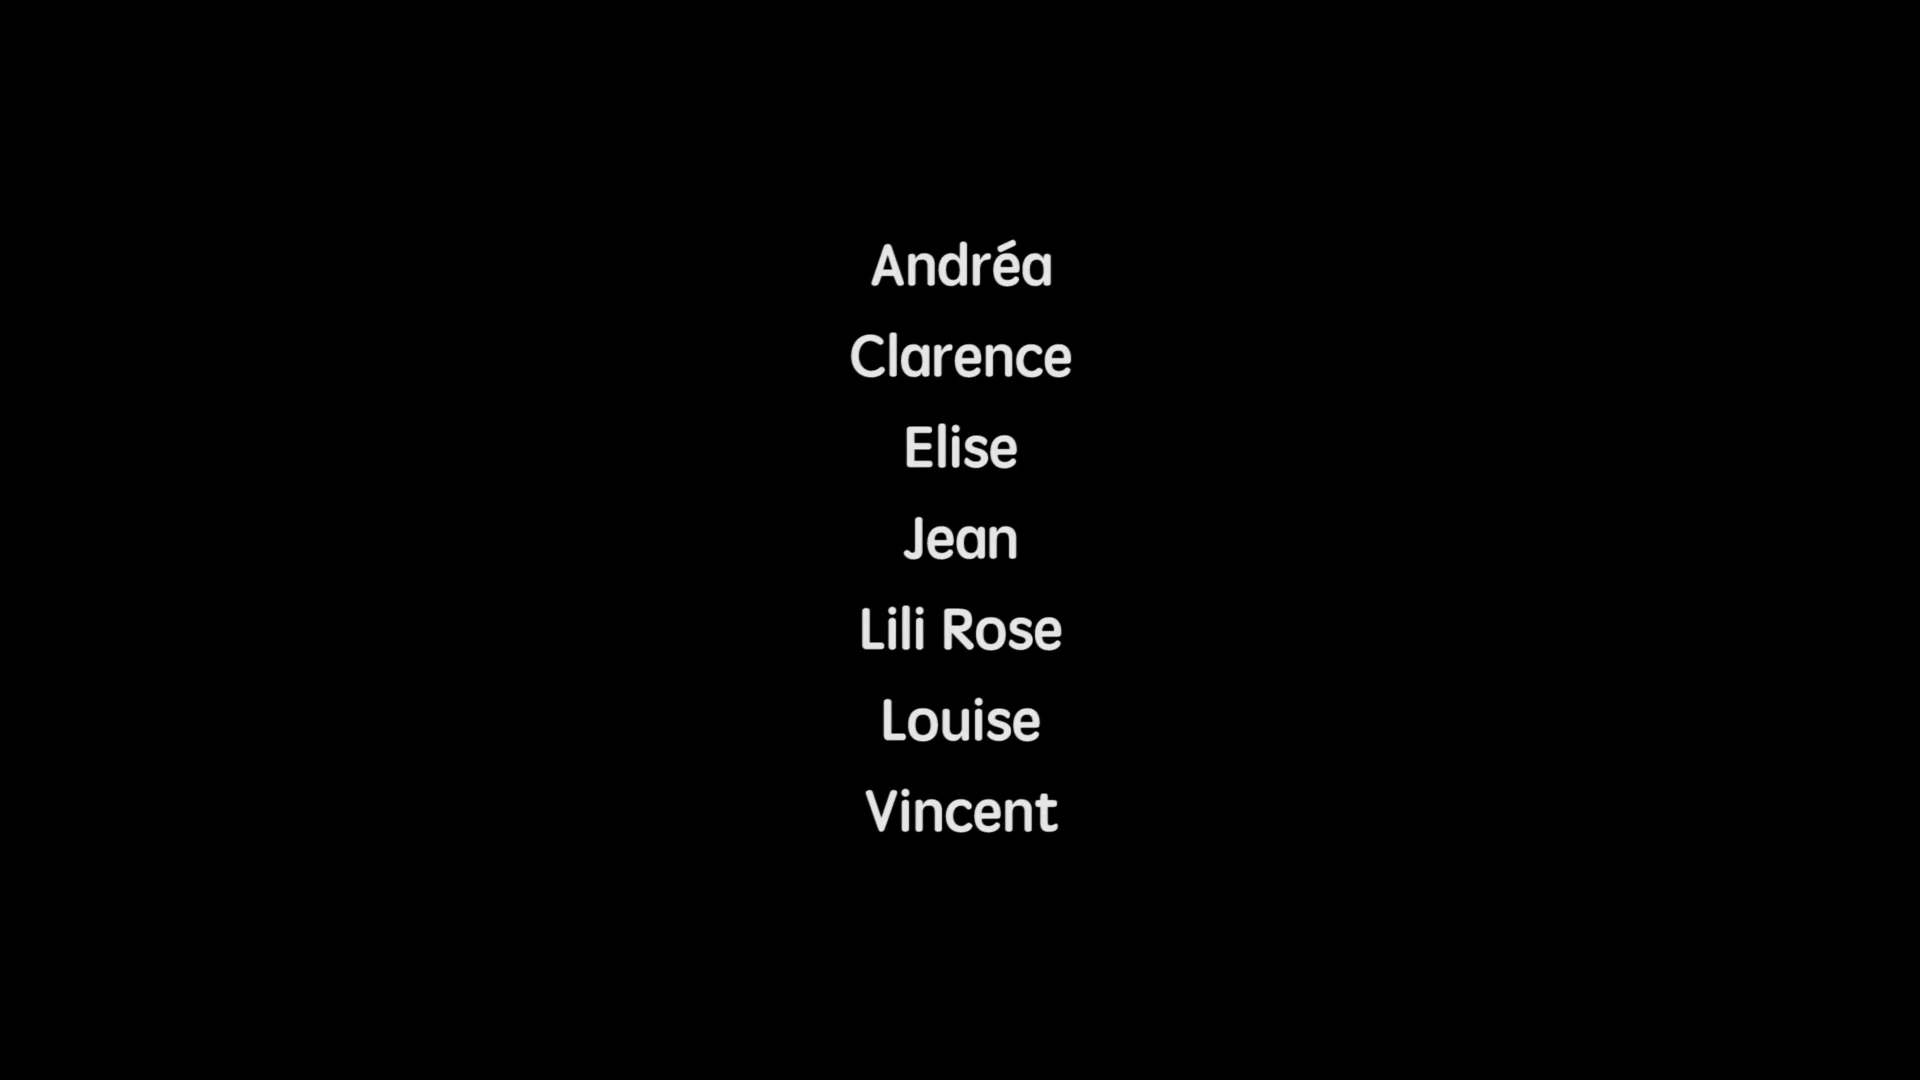 Andréa
Clarence
Elise
Jean
Lili Rose
Louise
Vincent